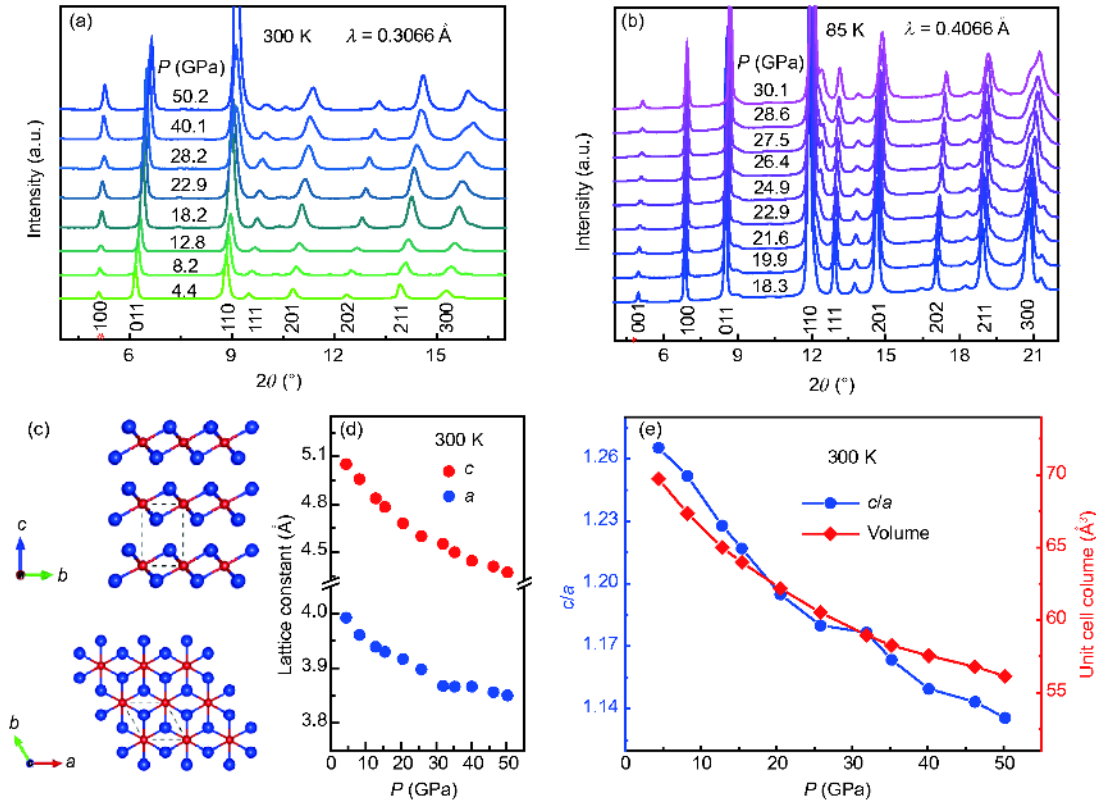 (a)
300 K λ = 0.3066 Å
P (GPa)
50.2
40.1
28.2
22.9
18.2
12.8
8.2
4.4
100
011
110
111
201
202
211
300
6 9 12 15
2θ (°)
Intensity (a.u.)
(b)
85 K λ = 0.4066 Å
P (GPa)
30.1
28.6
27.5
26.4
24.9
22.9
21.6
19.9
18.3
001
100
011
110
111
201
202
211
300
6 9 12 15 18 21
2θ (°)
Intensity (a.u.)
(c)
c
b
b
a
(d)
300 K
c
a
5.1
4.8
4.5
4.0
3.9
3.8
Lattice constant (Å)
0 10 20 30 40 50
P (GPa)
(e)
300 K
c/a
Volume
1.26
1.23
1.20
1.17
1.14
c/a
70
65
60
55
Unit cell column (Å³)
0 10 20 30 40 50
P (GPa)